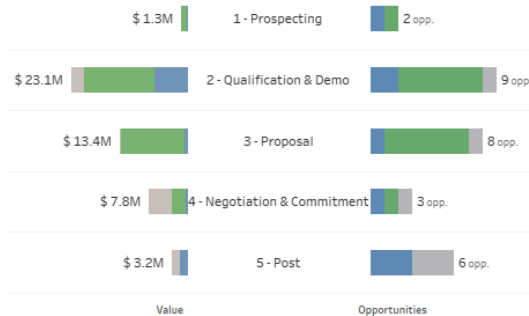 $ 1.3M 1 - Prospecting 2 opp.
$ 23.1M 2 - Qualification & Demo 9 opp
$ 13.4M 3 - Proposal 8 opp.
$ 7.8M 4 - Negotiation & Commitment 3 opp.
$ 3.2M 5 - Post 6 opp.
Value Opportunities